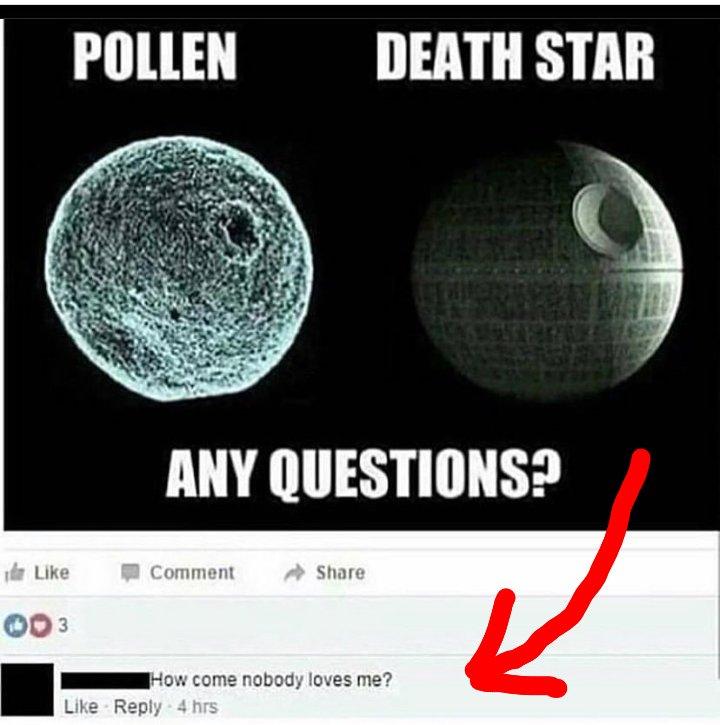 POLLEN DEATH STAR
ANY QUESTIONS?
Like Comment Share
3
How come nobody loves me?
Like · Reply · 4 hrs